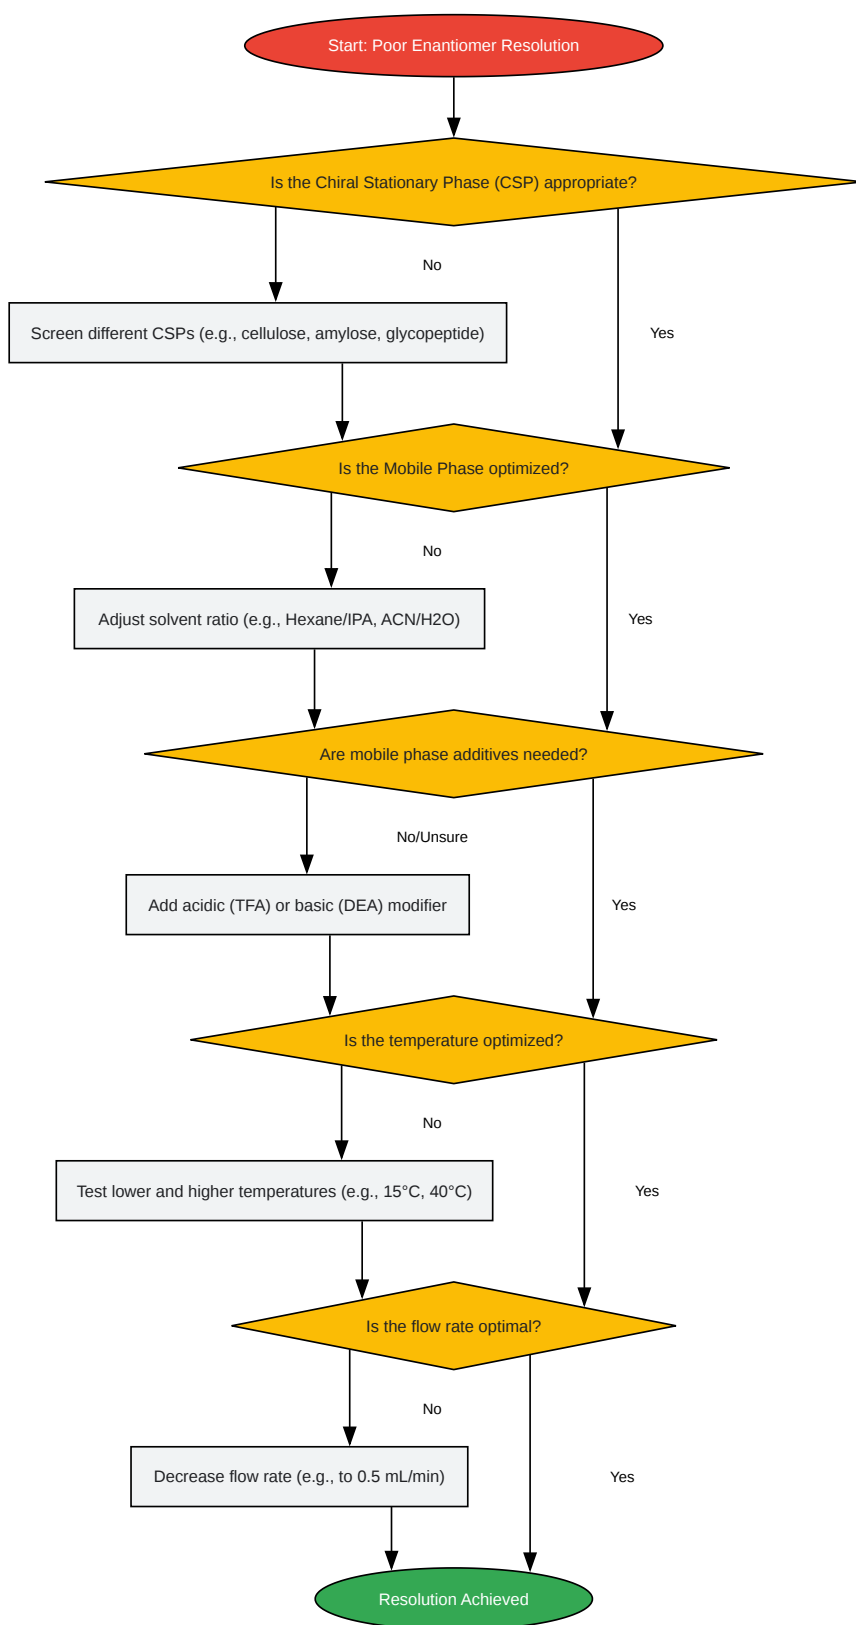 Start: Poor Enantiomer Resolution
Is the Chiral Stationary Phase (CSP) appropriate?
No
Screen different CSPs (e.g., cellulose, amylose, glycopeptide)
Yes
Is the Mobile Phase optimized?
No
Adjust solvent ratio (e.g., Hexane/IPA, ACN/H2O)
Yes
Are mobile phase additives needed?
No/Unsure
Add acidic (TFA) or basic (DEA) modifier
Yes
Is the temperature optimized?
No
Test lower and higher temperatures (e.g., 15°C, 40°C)
Yes
Is the flow rate optimal?
No
Decrease flow rate (e.g., to 0.5 mL/min)
Yes
Resolution Achieved